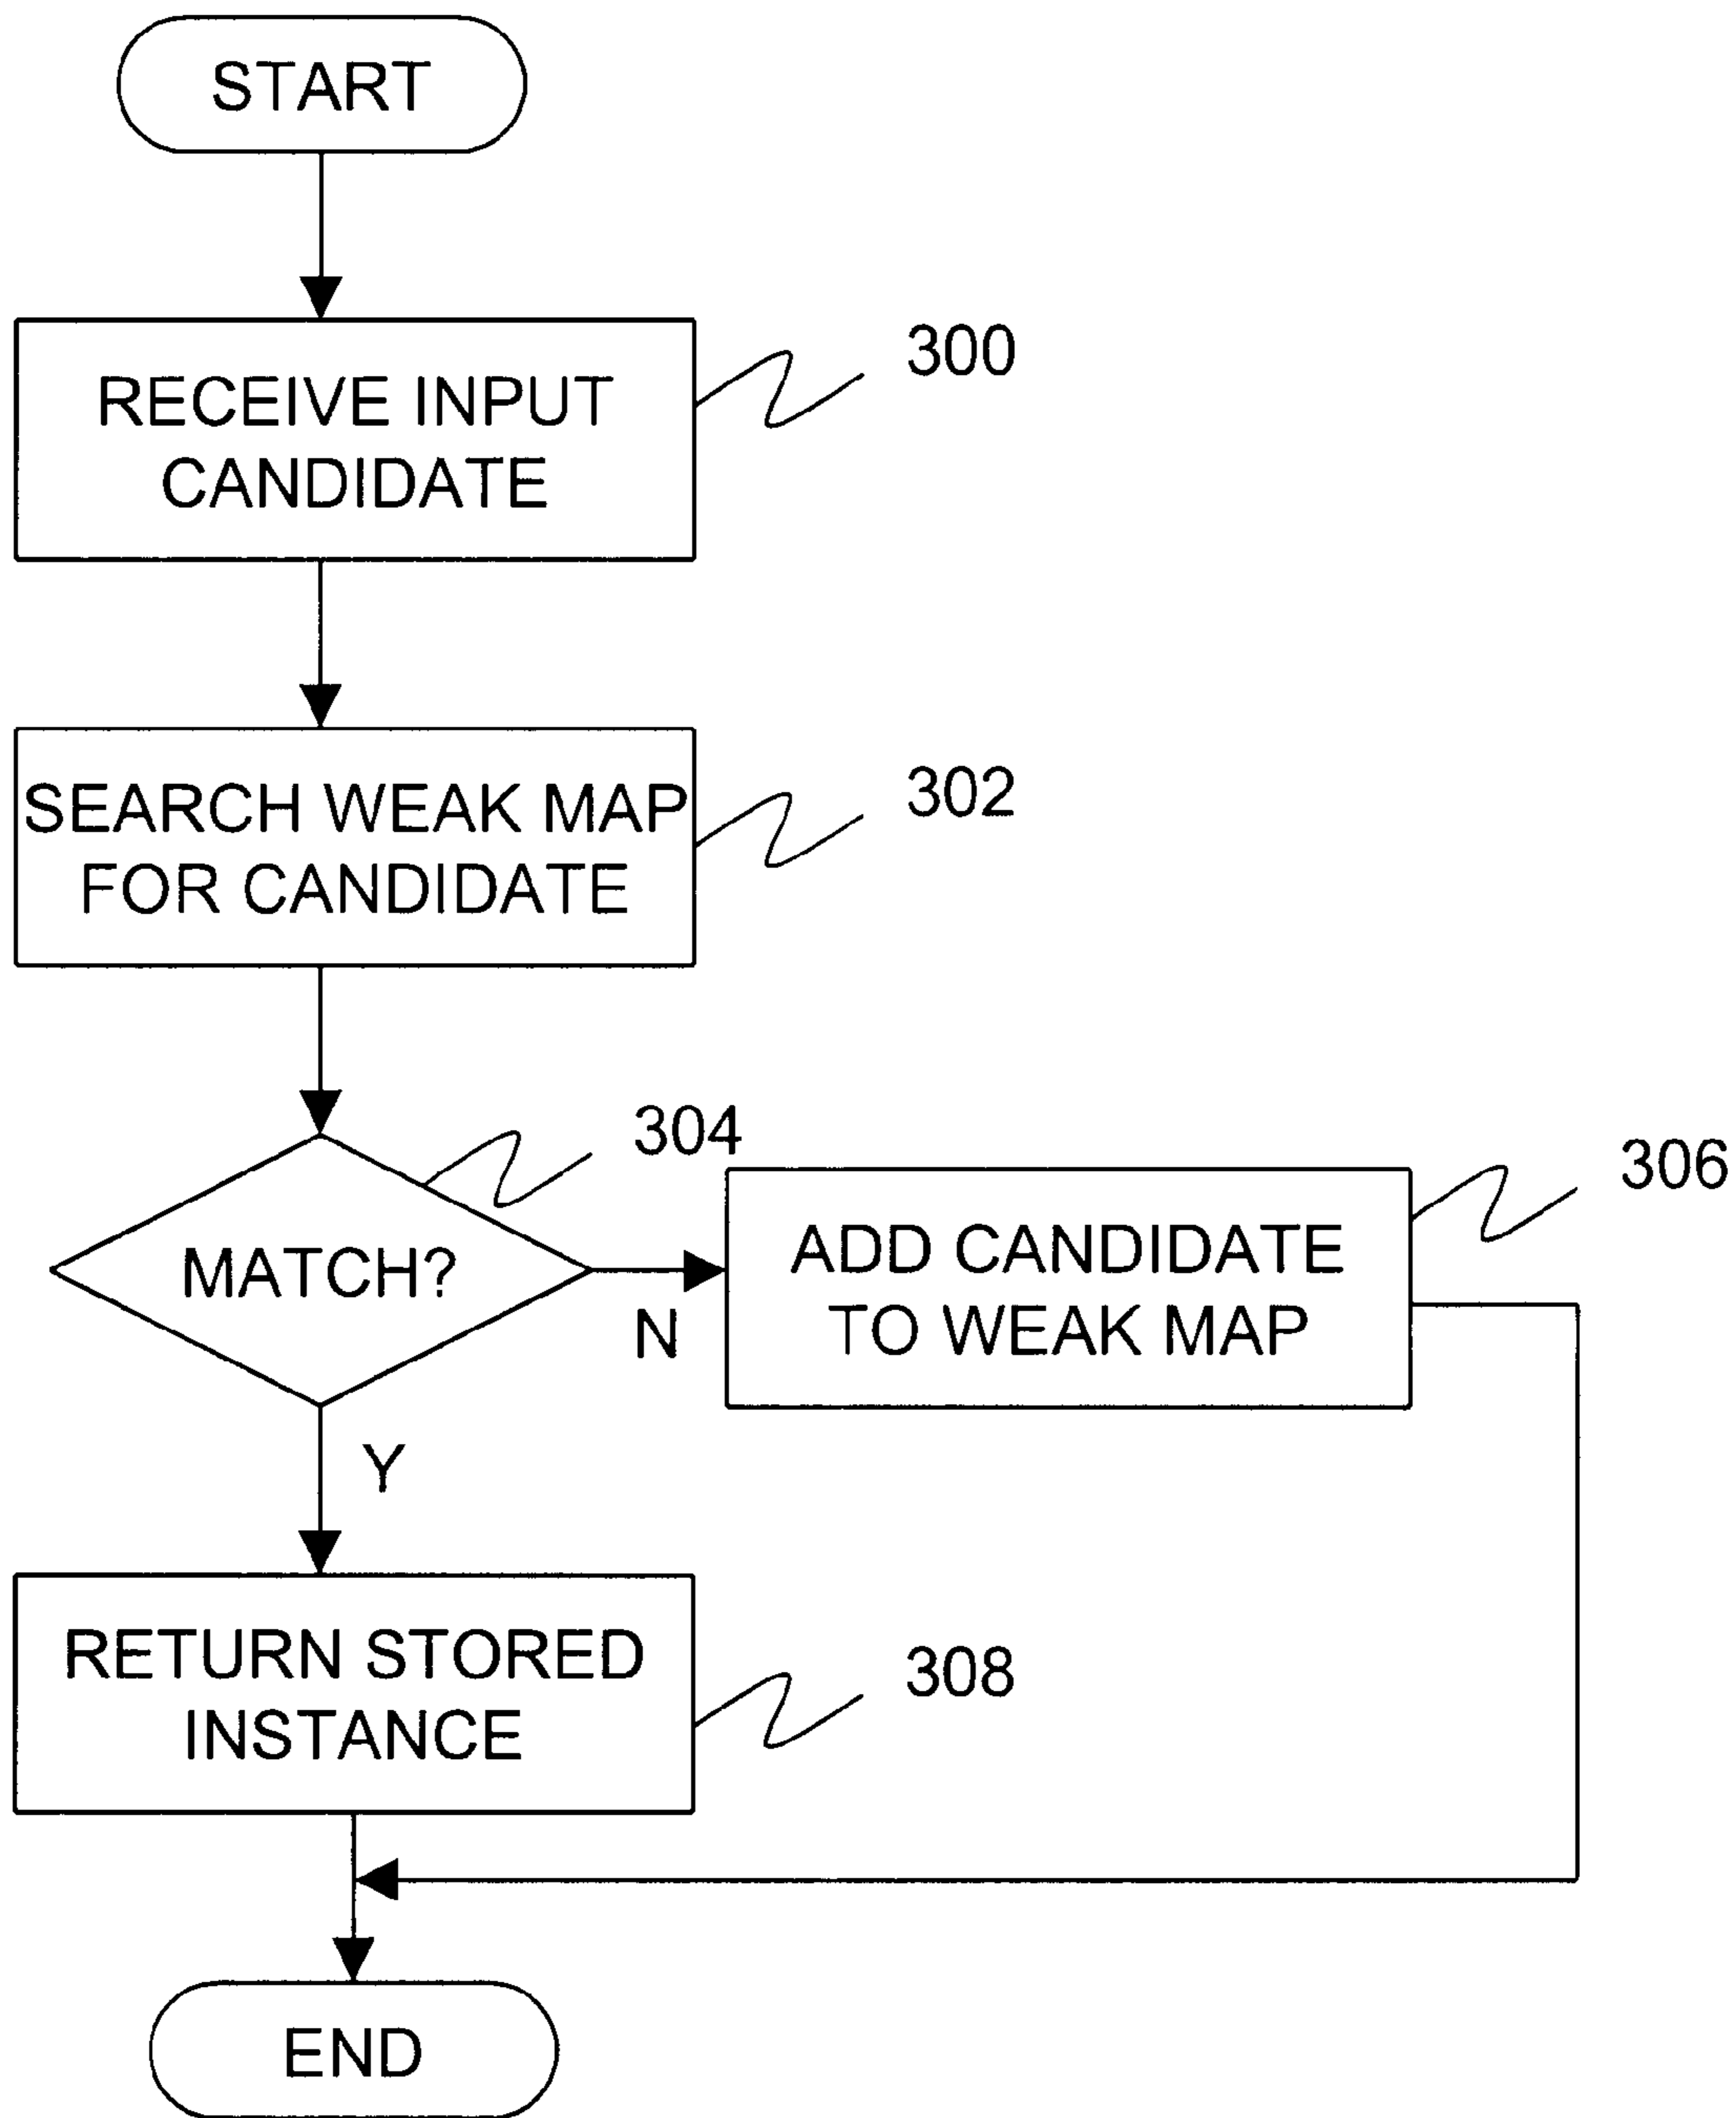 START
RECEIVE INPUT
CANDIDATE
300
SEARCH WEAK MAP
FOR CANDIDATE
302
304
MATCH?
N
ADD CANDIDATE
TO WEAK MAP
306
Y
RETURN STORED
INSTANCE
308
END